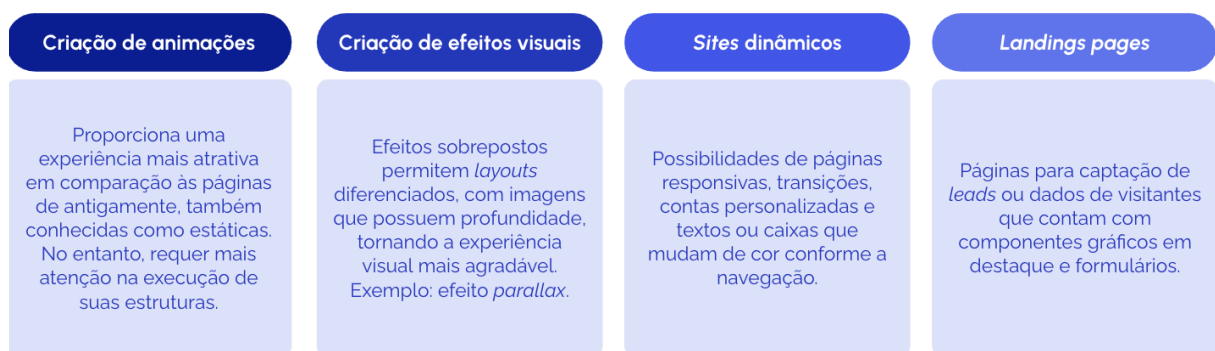 Criação de animações
Proporciona uma
experiência mais atrativa
em comparação às páginas
de antigamente, também
conhecidas como estáticas.
No entanto, requer mais
atenção na execução de
suas estruturas.
Criação de efeitos visuais
Efeitos sobrepostos
permitem layouts
diferenciados, com imagens
que possuem profundidade,
tornando a experiência
visual mais agradável.
Exemplo: efeito parallax.
Sites dinâmicos
Possibilidades de páginas
responsivas, transições,
contas personalizadas e
textos ou caixas que
mudam de cor conforme a
navegação.
Landings pages
Páginas para captação de
leads ou dados de visitantes
que contam com
componentes gráficos em
destaque e formulários.